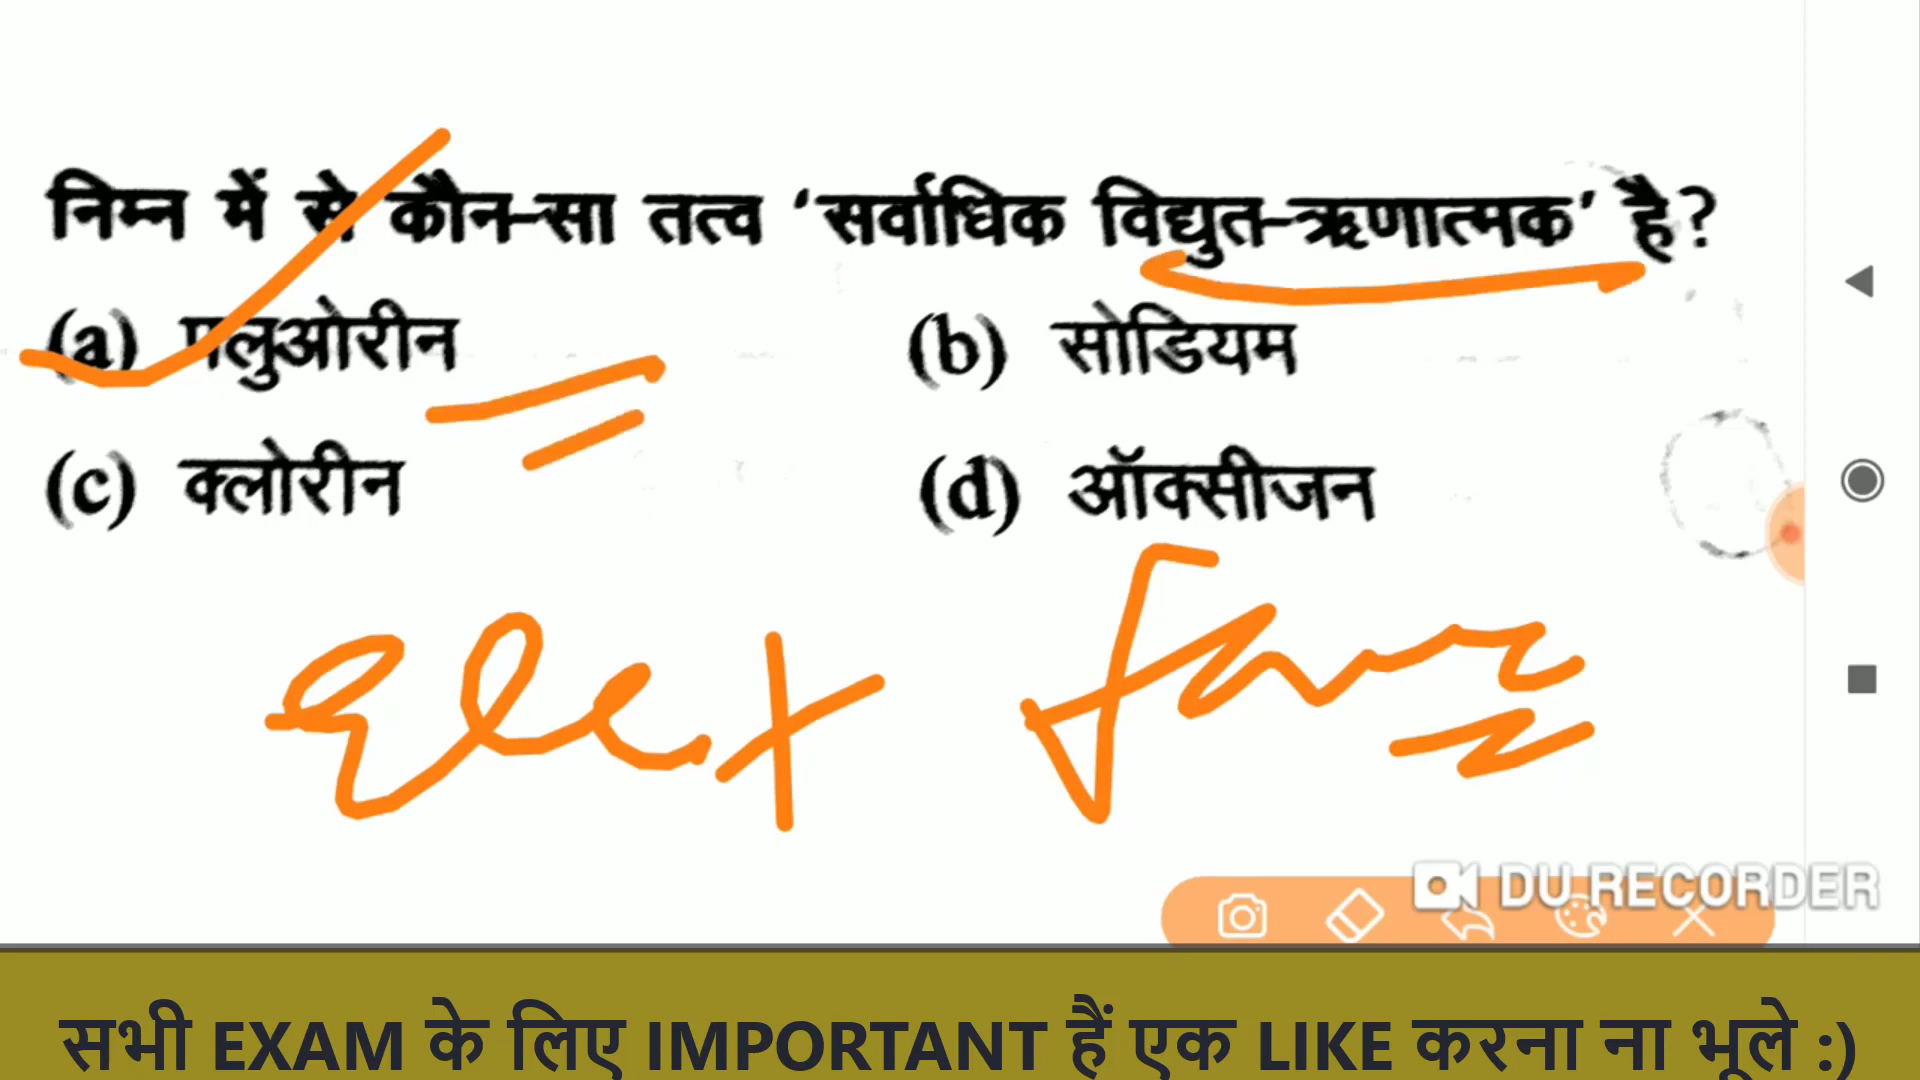 निम्न में से कौन-सा तत्व ‘सर्वाधिक विद्युत-ऋणात्मक’ है?
(a) फ्लुओरीन (b) सोडियम
(c) क्लोरीन (d) ऑक्सीजन
DU RECORDER
सभी EXAM के लिए IMPORTANT हैं एक LIKE करना ना भूले :)